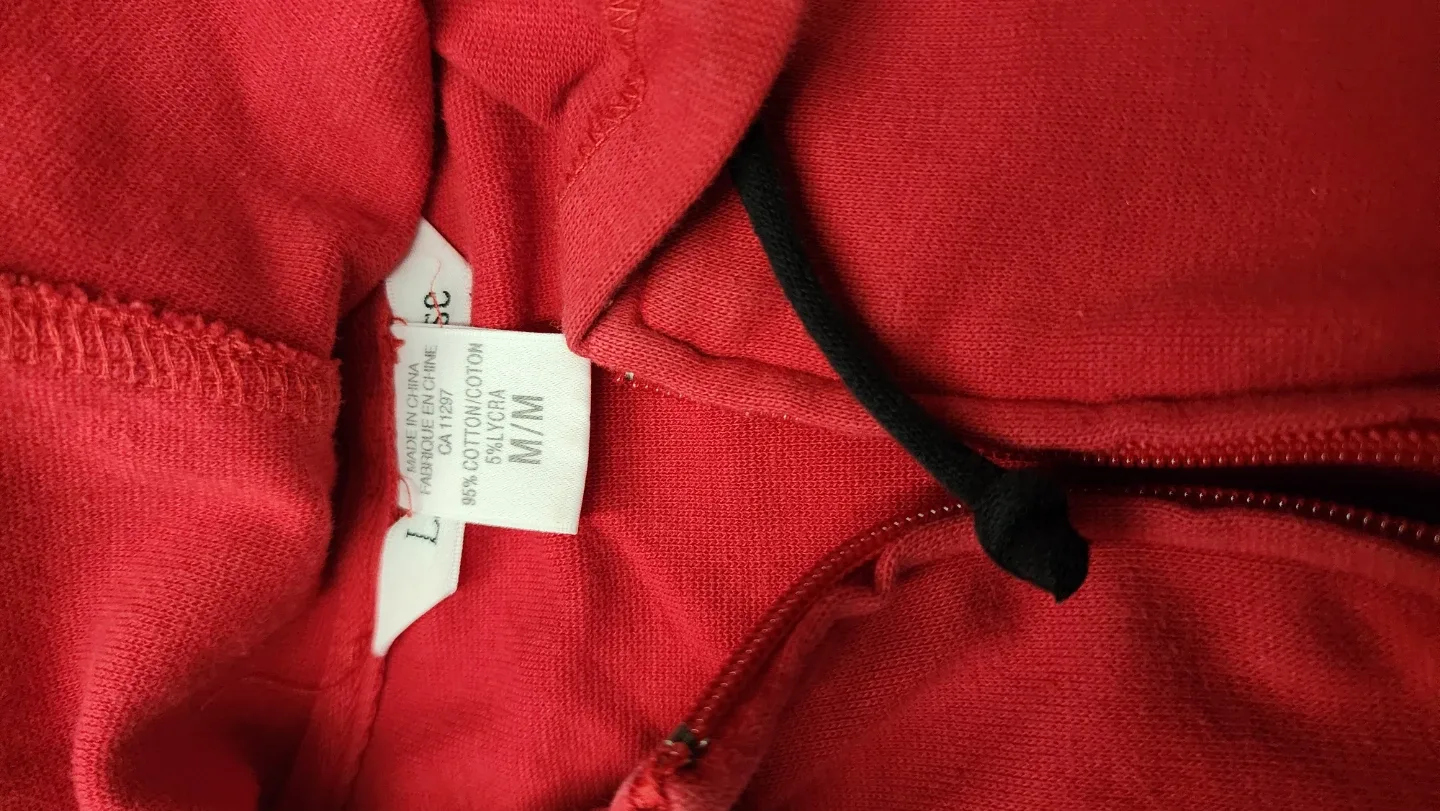 MADE IN CHINA
FABRIQUE EN CHINE
CA 11297
95% COTTON/COTON
5%LYCRA
M/M